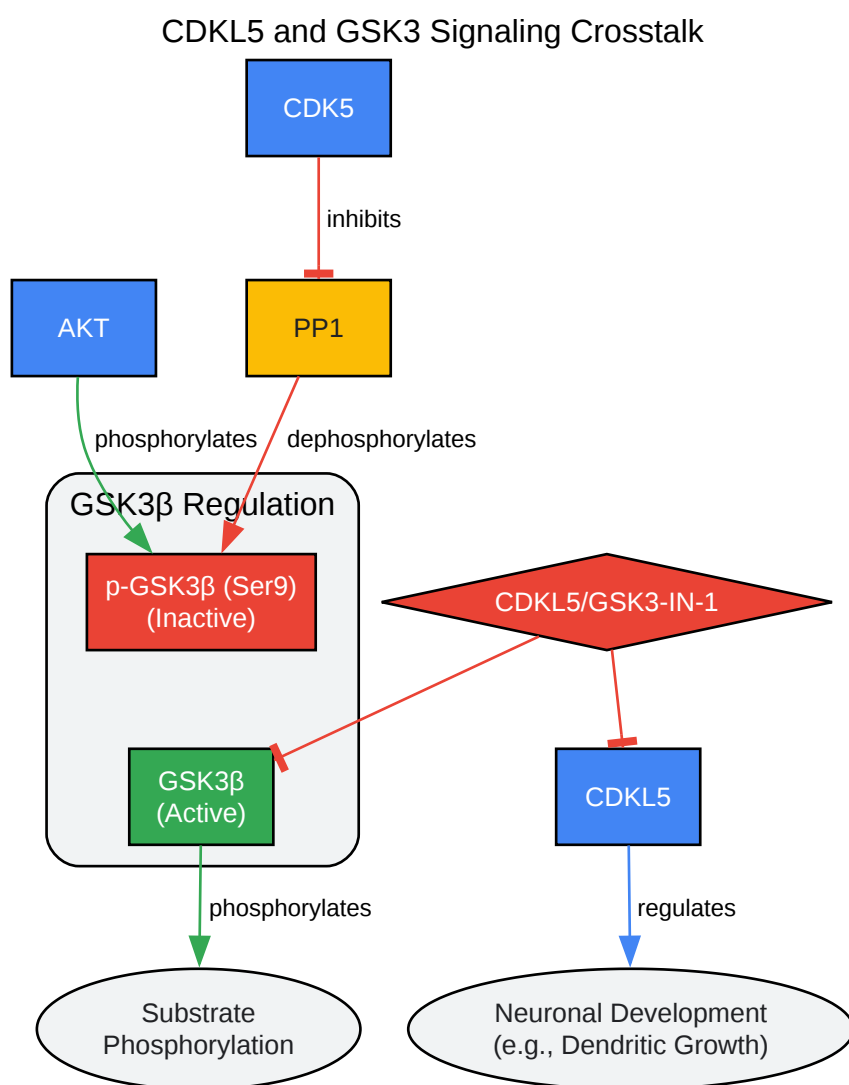 CDKL5 and GSK3 Signaling Crosstalk
CDK5
inhibits
AKT
PP1
phosphorylates
dephosphorylates
GSK3β Regulation
p-GSK3β (Ser9)
(Inactive)
CDKL5/GSK3-IN-1
GSK3β
(Active)
CDKL5
phosphorylates
regulates
Substrate
Phosphorylation
Neuronal Development
(e.g., Dendritic Growth)